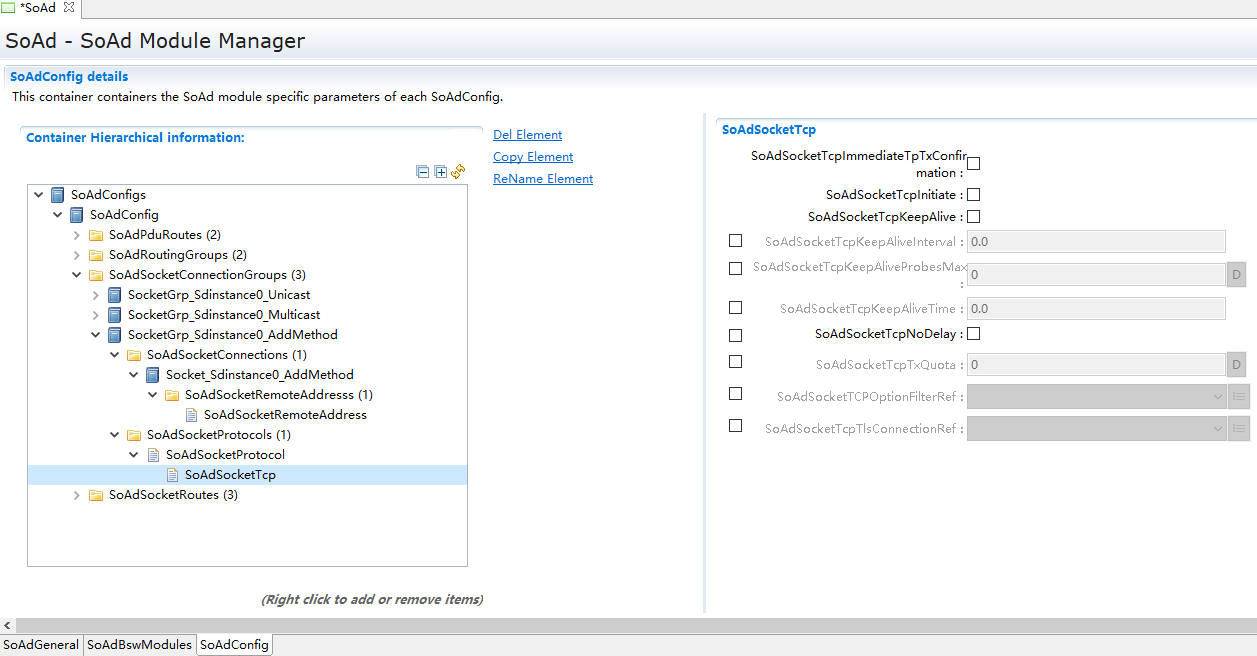 *SoAd
SoAd - SoAd Module Manager
SoAdConfig details
This container containers the SoAd module specific parameters of each SoAdConfig.
Container Hierarchical information:
Del Element
Copy Element
ReName Element
SoAdConfigs
SoAdConfig
SoAdPduRoutes (2)
SoAdRoutingGroups (2)
SoAdSocketConnectionGroups (3)
SocketGrp_Sdinstance0_Unicast
SocketGrp_Sdinstance0_Multicast
SocketGrp_Sdinstance0_AddMethod
SoAdSocketConnections (1)
Socket_Sdinstance0_AddMethod
SoAdSocketRemoteAddresss (1)
SoAdSocketRemoteAddress
SoAdSocketProtocols (1)
SoAdSocketProtocol
SoAdSocketTcp
SoAdSocketRoutes (3)
(Right click to add or remove items)
SoAdSocketTcp
SoAdSocketTcpImmediateTpTxConfir
mation :
SoAdSocketTcpInitiate :
SoAdSocketTcpKeepAlive :
SoAdSocketTcpKeepAliveInterval : 0.0
SoAdSocketTcpKeepAliveProbesMax
: 0 D
SoAdSocketTcpKeepAliveTime : 0.0
SoAdSocketTcpNoDelay :
SoAdSocketTcpTxQuota : 0 D
SoAdSocketTCPOptionFilterRef :
SoAdSocketTcpTlsConnectionRef :
SoAdGeneral SoAdBswModules SoAdConfig